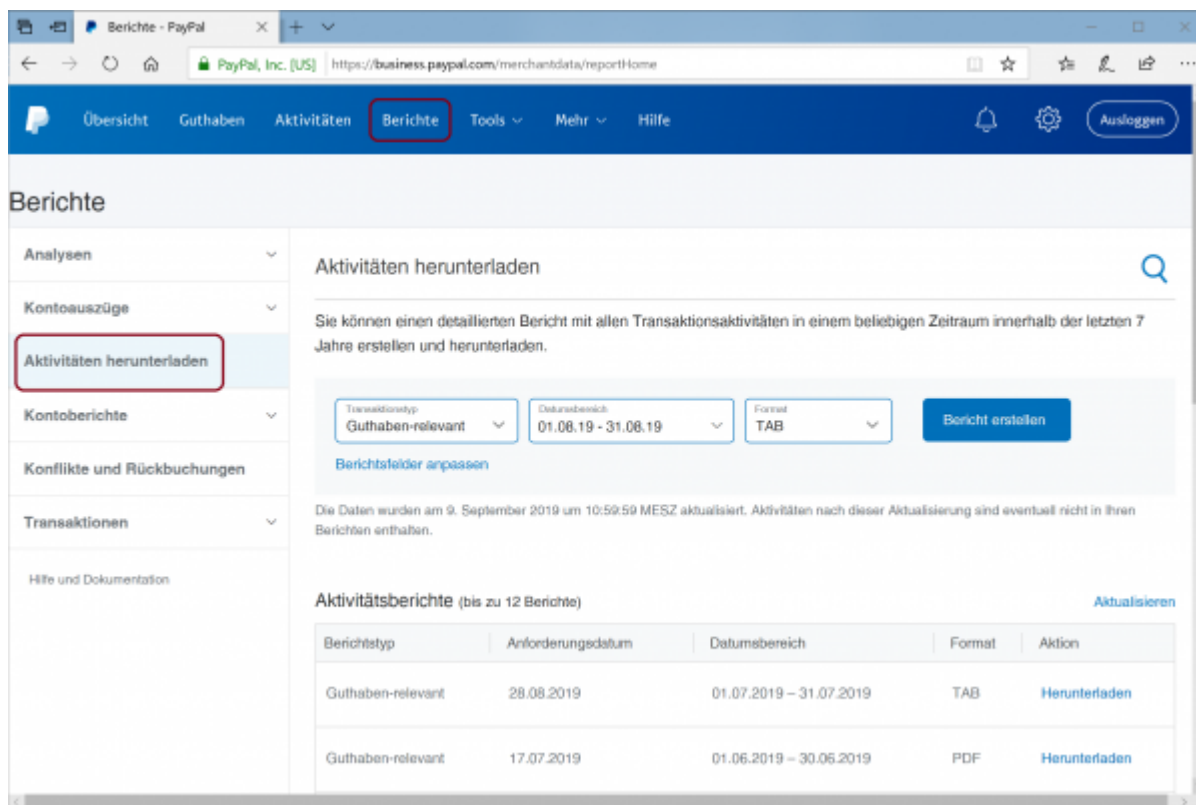 Berichte - PayPal
PayPal, Inc. [US] https://business.paypal.com/merchantdata/reportHome
Übersicht Guthaben Aktivitäten Berichte Tools Mehr Hilfe Ausloggen
Berichte
Analysen
Kontoauszüge
Aktivitäten herunterladen
Kontoberichte
Konflikte und Rückbuchungen
Transaktionen
Hilfe und Dokumentation
Aktivitäten herunterladen
Sie können einen detaillierten Bericht mit allen Transaktionsaktivitäten in einem beliebigen Zeitraum innerhalb der letzten 7
Jahre erstellen und herunterladen.
Transaktionstyp Datumsbereich Format
Guthaben-relevant 01.08.19 - 31.08.19 TAB Bericht erstellen
Berichtsfelder anpassen
Die Daten wurden am 9. September 2019 um 10:59:59 MESZ aktualisiert. Aktivitäten nach dieser Aktualisierung sind eventuell nicht in Ihren
Berichten enthalten.
Aktivitätsberichte (bis zu 12 Berichte) Aktualisieren
Berichtstyp Anforderungsdatum Datumsbereich Format Aktion
Guthaben-relevant 28.08.2019 01.07.2019 – 31.07.2019 TAB Herunterladen
Guthaben-relevant 17.07.2019 01.06.2019 – 30.06.2019 PDF Herunterladen